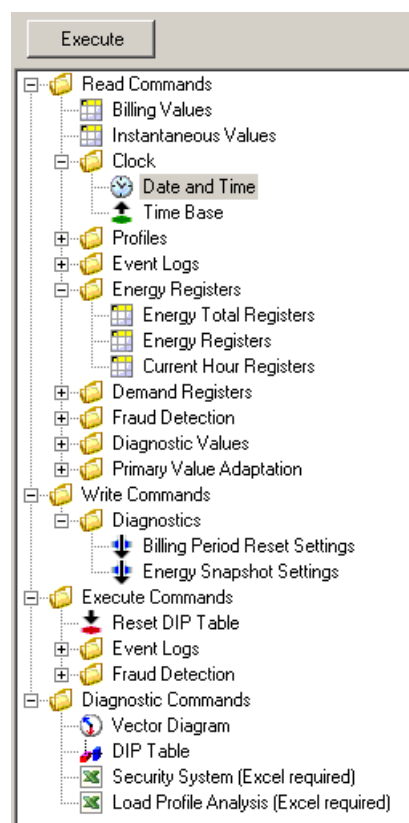 Execute
Read Commands
Billing Values
Instantaneous Values
Clock
Date and Time
Time Base
Profiles
Event Logs
Energy Registers
Energy Total Registers
Energy Registers
Current Hour Registers
Demand Registers
Fraud Detection
Diagnostic Values
Primary Value Adaptation
Write Commands
Diagnostics
Billing Period Reset Settings
Energy Snapshot Settings
Execute Commands
Reset DIP Table
Event Logs
Fraud Detection
Diagnostic Commands
Vector Diagram
DIP Table
Security System (Excel required)
Load Profile Analysis (Excel required)